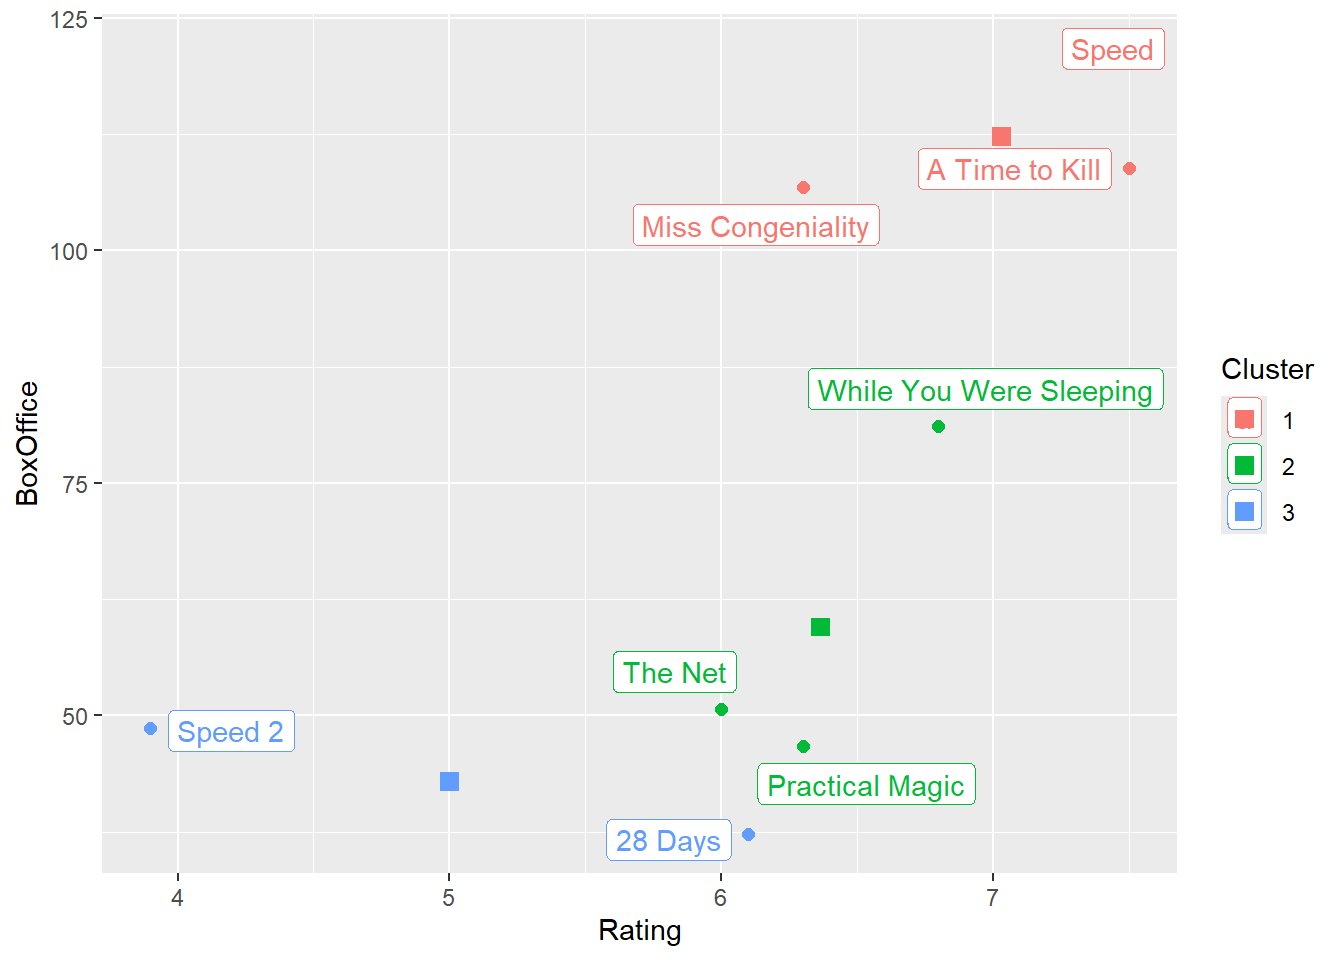 125
Speed
A Time to Kill
Miss Congeniality
100
Cluster
While You Were Sleeping
1
2
75
BoxOffice
3
The Net
50
Speed 2
Practical Magic
28 Days
4
5
6
7
Rating